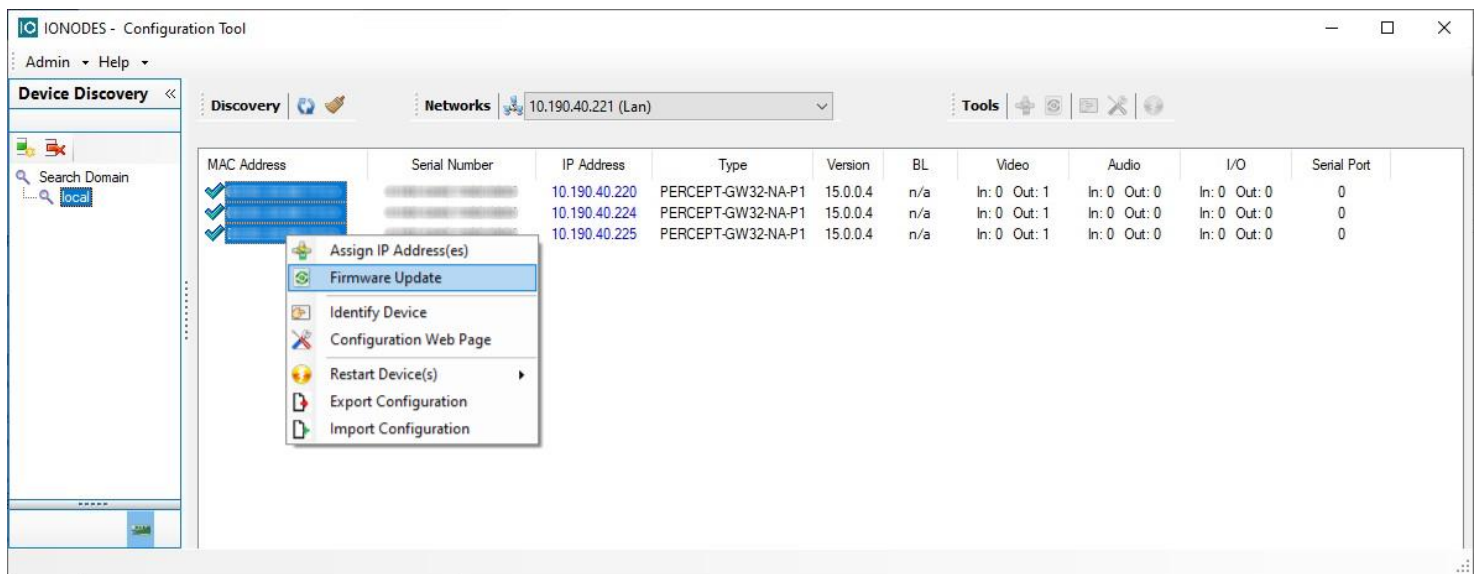 IONODES - Configuration Tool
Admin Help
Device Discovery «
Discovery Networks 10.190.40.221 (Lan) Tools
Search Domain
local
MAC Address Serial Number IP Address Type Version BL Video Audio I/O Serial Port
10.190.40.220 PERCEPT-GW32-NA-P1 15.0.0.4 n/a In: 0 Out: 1 In: 0 Out: 0 In: 0 Out: 0 0
10.190.40.224 PERCEPT-GW32-NA-P1 15.0.0.4 n/a In: 0 Out: 1 In: 0 Out: 0 In: 0 Out: 0 0
10.190.40.225 PERCEPT-GW32-NA-P1 15.0.0.4 n/a In: 0 Out: 1 In: 0 Out: 0 In: 0 Out: 0 0
Assign IP Address(es)
Firmware Update
Identify Device
Configuration Web Page
Restart Device(s)
Export Configuration
Import Configuration